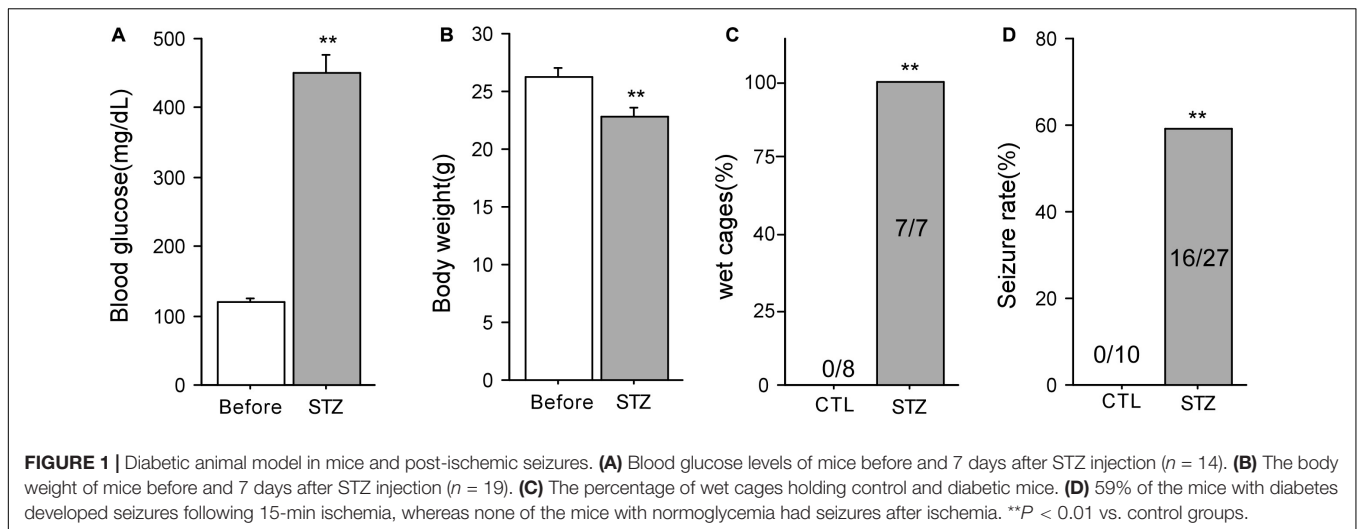 A
500
400
300
200
100
0
Blood glucose(mg/dL)
**
Before STZ
B
30
25
20
15
10
5
0
Body weight(g)
**
Before STZ
C
100
75
40
25
0
wet cages(%)
**
0/8
7/7
CTL STZ
D
80
60
40
20
0
Seizure rate(%)
**
0/10
16/27
CTL STZ
FIGURE 1 | Diabetic animal model in mice and post-ischemic seizures. (A) Blood glucose levels of mice before and 7 days after STZ injection (n = 14). (B) The body
weight of mice before and 7 days after STZ injection (n = 19). (C) The percentage of wet cages holding control and diabetic mice. (D) 59% of the mice with diabetes
developed seizures following 15-min ischemia, whereas none of the mice with normoglycemia had seizures after ischemia. **P < 0.01 vs. control groups.